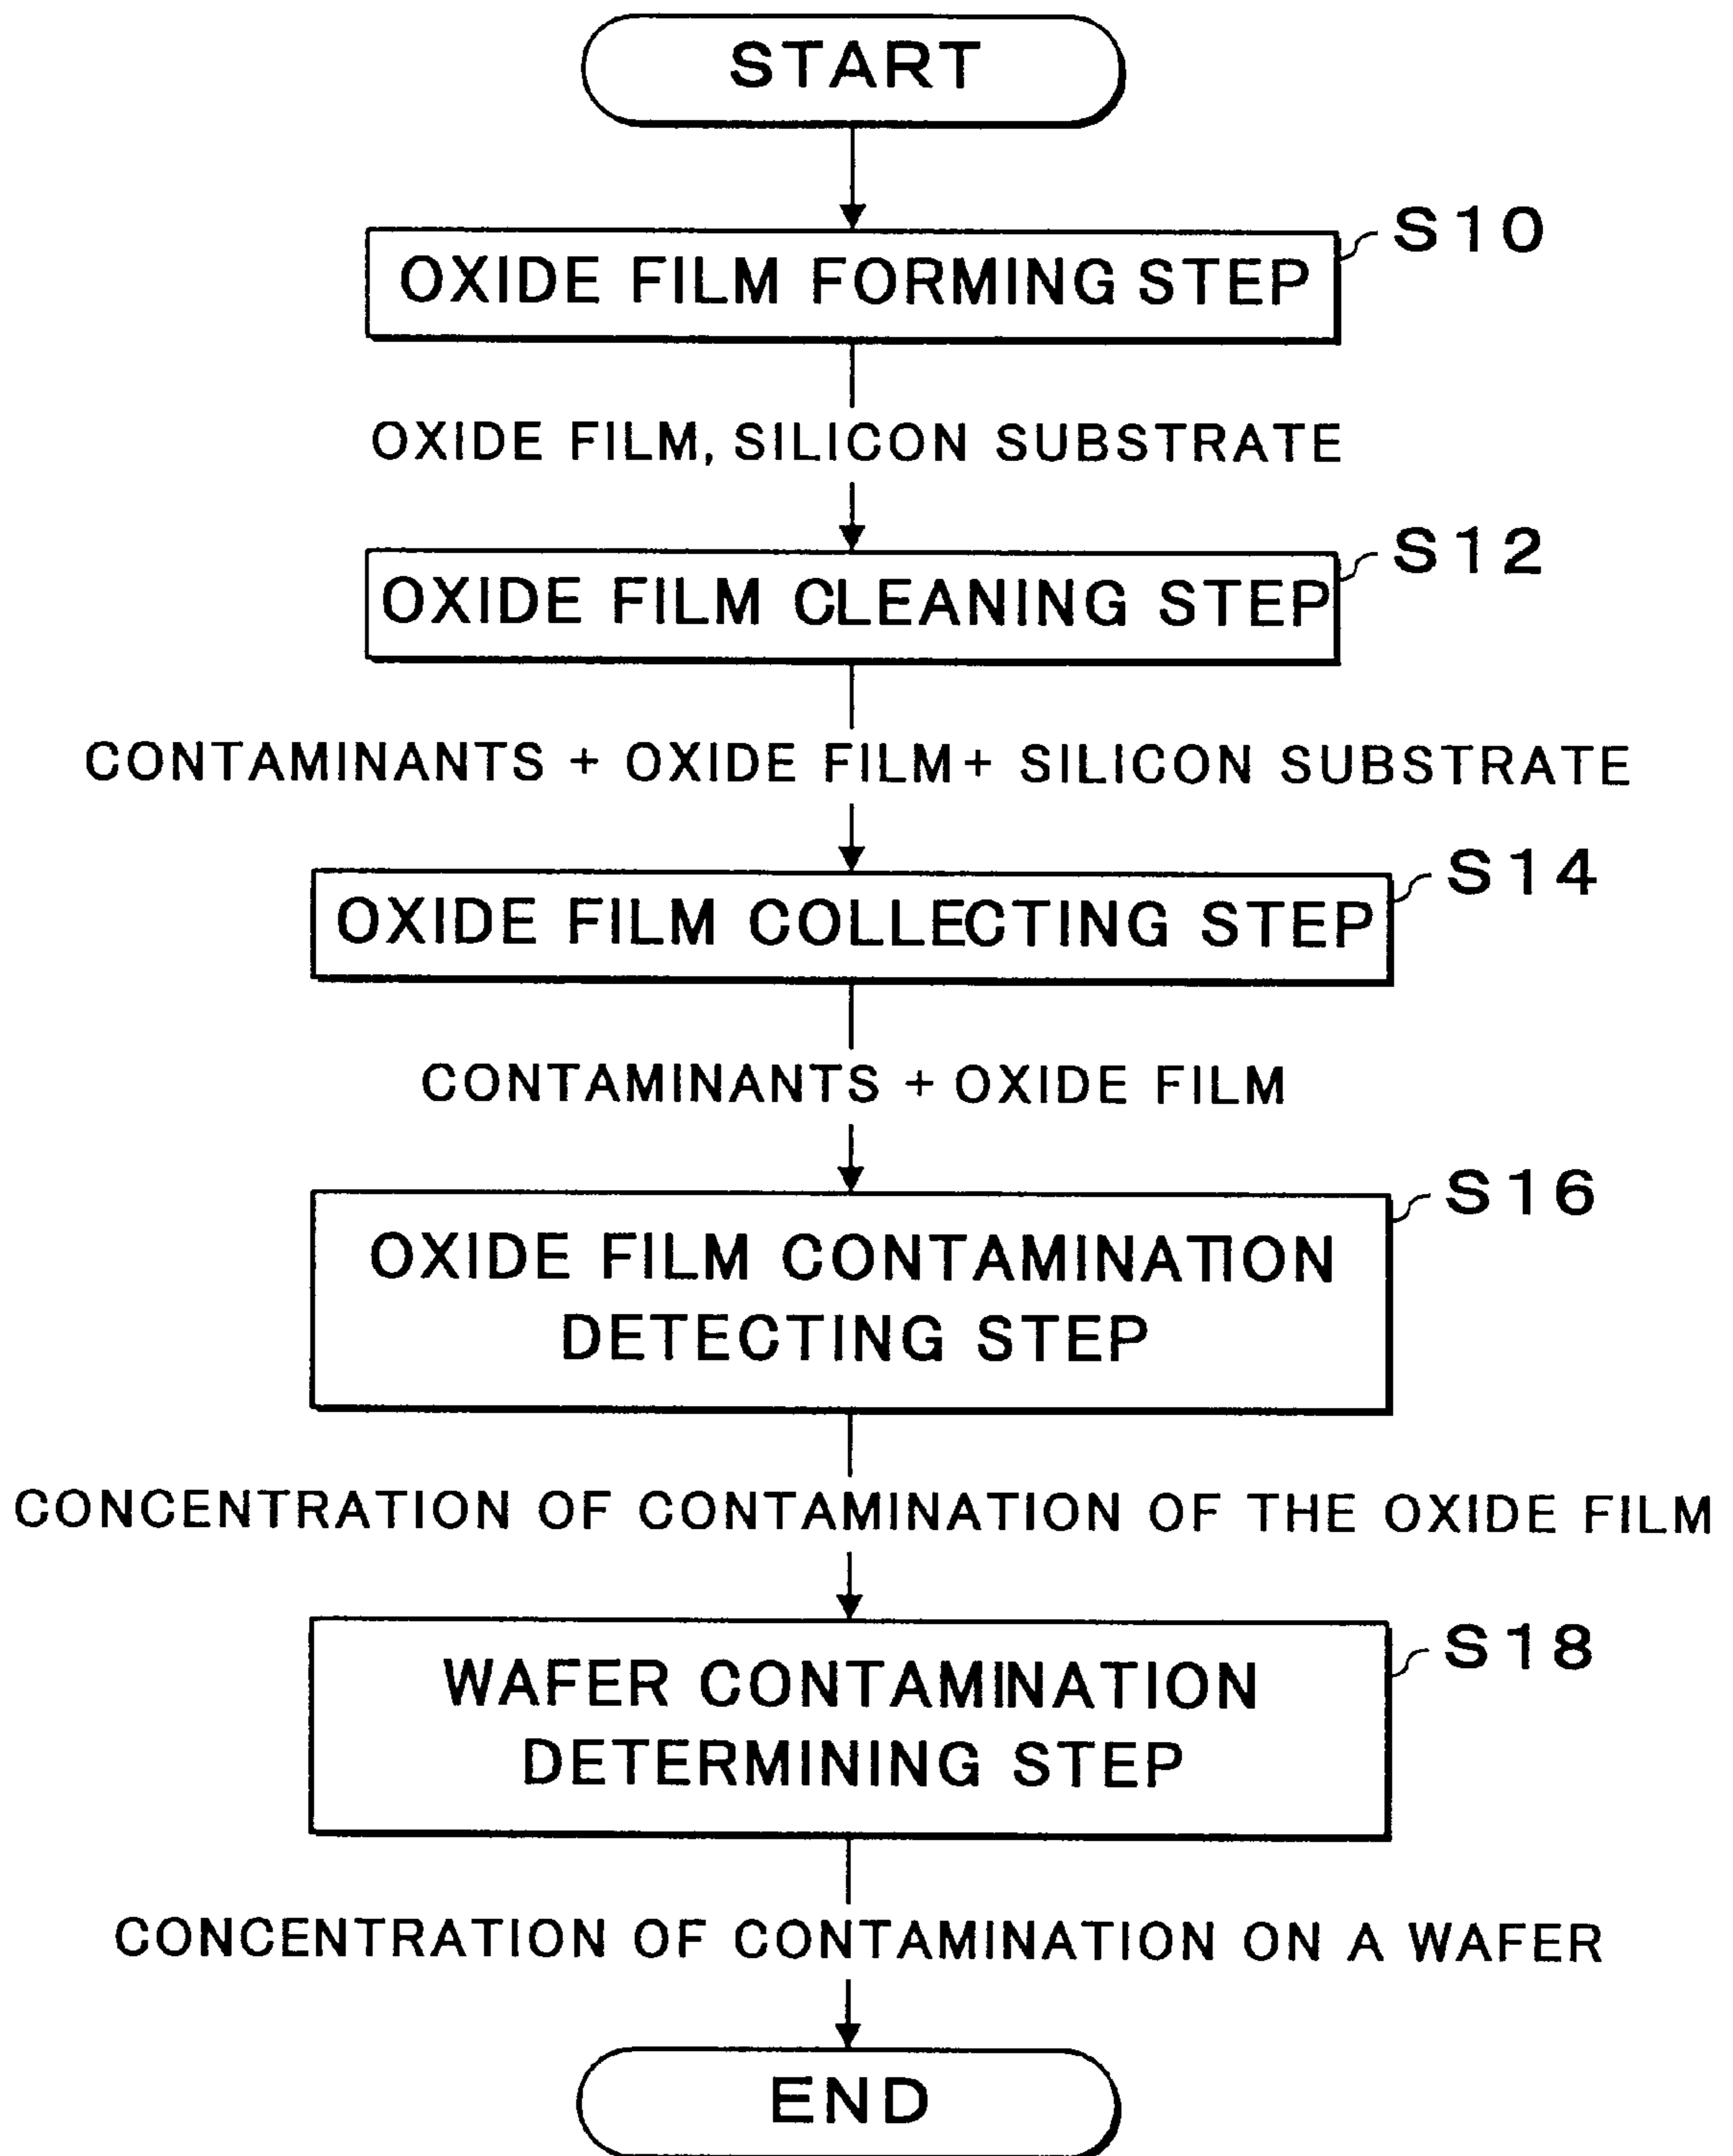 START
S10
OXIDE FILM FORMING STEP
OXIDE FILM, SILICON SUBSTRATE
S12
OXIDE FILM CLEANING STEP
CONTAMINANTS + OXIDE FILM + SILICON SUBSTRATE
S14
OXIDE FILM COLLECTING STEP
CONTAMINANTS + OXIDE FILM
S16
OXIDE FILM CONTAMINATION
DETECTING STEP
CONCENTRATION OF CONTAMINATION OF THE OXIDE FILM
S18
WAFER CONTAMINATION
DETERMINING STEP
CONCENTRATION OF CONTAMINATION ON A WAFER
END